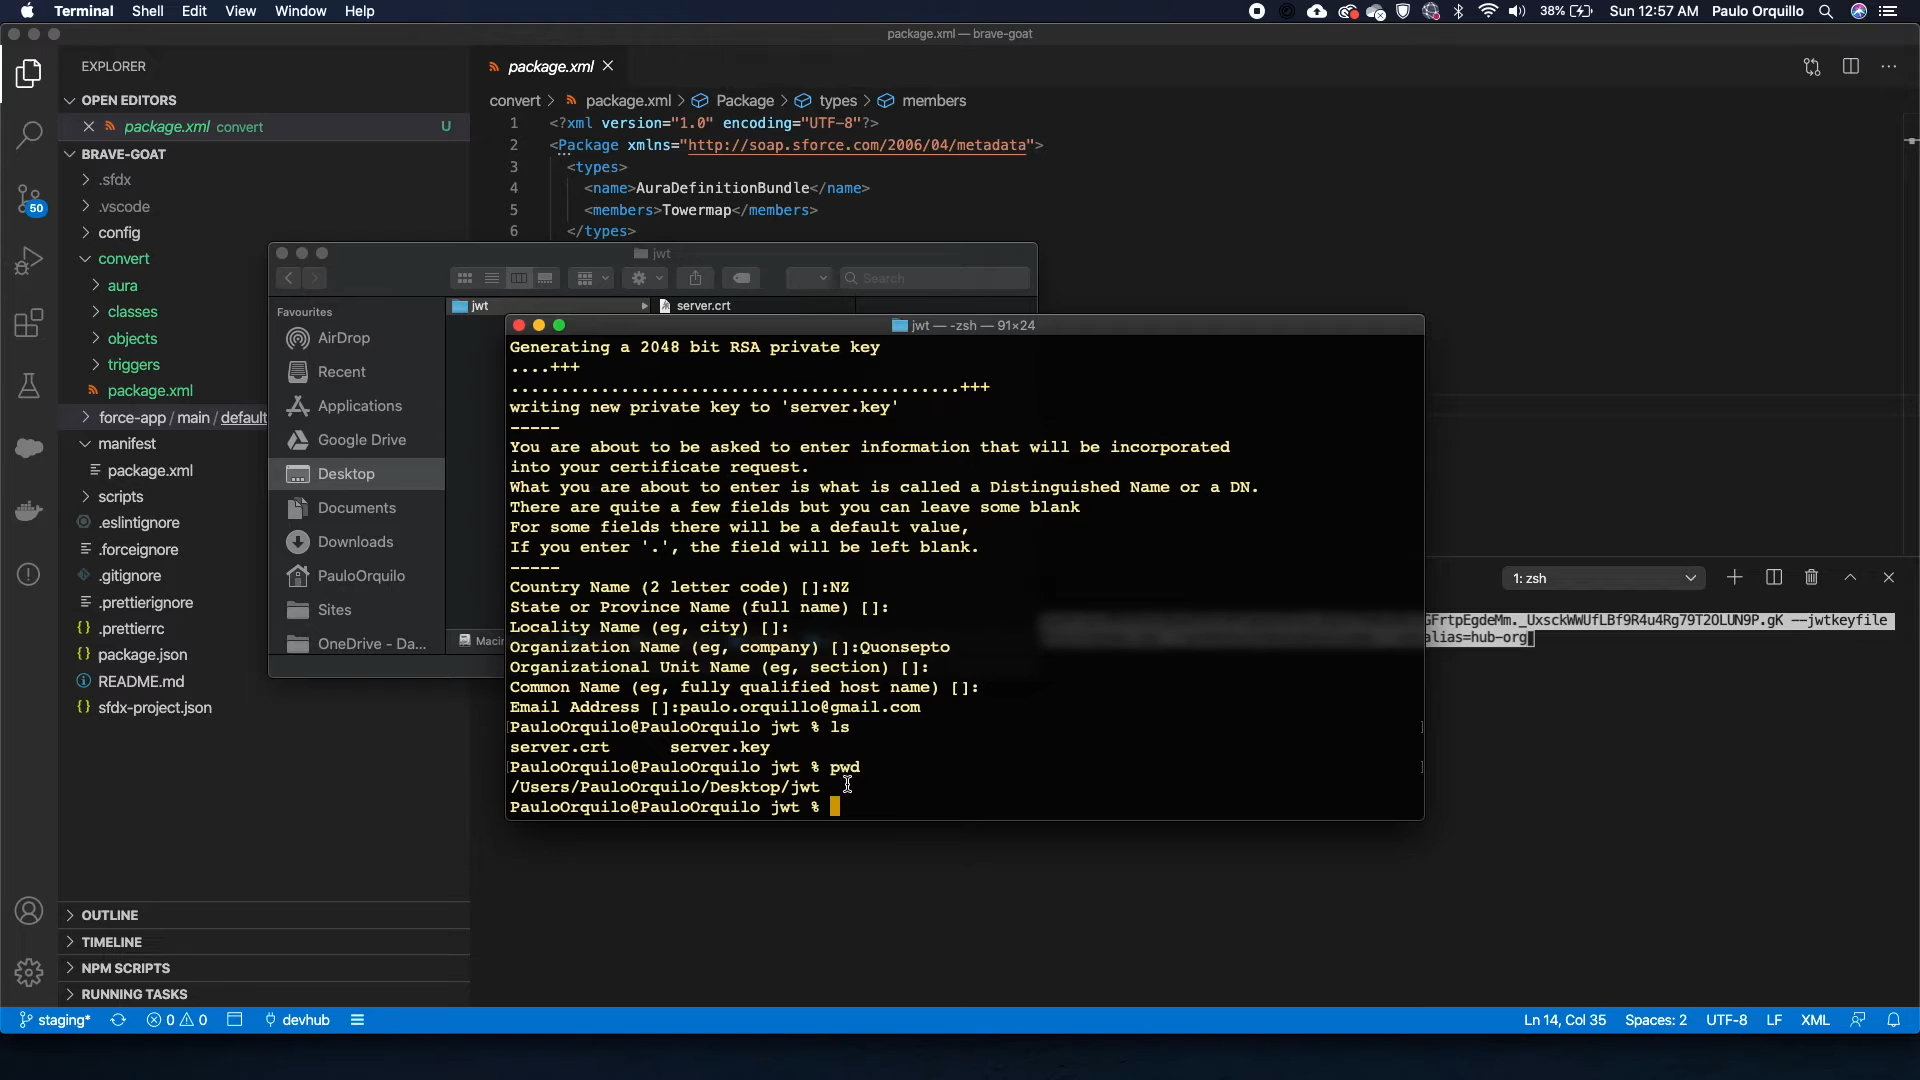 Terminal Shell Edit View Window Help
38% Sun 12:57 AM Paulo Orquillo
package.xml — brave-goat
EXPLORER
OPEN EDITORS
package.xml convert U
BRAVE-GOAT
.sfdx
.vscode
config
convert
aura
classes
objects
triggers
package.xml
force-app / main / default
manifest
package.xml
scripts
.eslintignore
.forceignore
.gitignore
.prettierignore
.prettierrc
package.json
README.md
sfdx-project.json
OUTLINE
TIMELINE
NPM SCRIPTS
RUNNING TASKS
50
package.xml
convert > package.xml > Package > types > members
1 <?xml version="1.0" encoding="UTF-8"?>
2 <Package xmlns="http://soap.sforce.com/2006/04/metadata">
3 <types>
4 <name>AuraDefinitionBundle</name>
5 <members>Towermap</members>
6 </types>
jwt
Search
Favourites
AirDrop
Recent
Applications
Google Drive
Desktop
Documents
Downloads
PauloOrquillo
Sites
OneDrive - Da...
jwt
server.crt
Macin
jwt — -zsh — 91×24
Generating a 2048 bit RSA private key
....+++
.............................................+++
writing new private key to 'server.key'
-----
You are about to be asked to enter information that will be incorporated
into your certificate request.
What you are about to enter is what is called a Distinguished Name or a DN.
There are quite a few fields but you can leave some blank
For some fields there will be a default value,
If you enter '.', the field will be left blank.
-----
Country Name (2 letter code) []:NZ
State or Province Name (full name) []:
Locality Name (eg, city) []:
Organization Name (eg, company) []:Quonsepto
Organizational Unit Name (eg, section) []:
Common Name (eg, fully qualified host name) []:
Email Address []:paulo.orquillo@gmail.com
PauloOrquilo@PauloOrquilo jwt % ls
server.crt server.key
PauloOrquilo@PauloOrquilo jwt % pwd
/Users/PauloOrquilo/Desktop/jwt
PauloOrquilo@PauloOrquilo jwt %
1: zsh
GFrtpEgdeMm._UxsckWWUfLBf9R4u4Rg79T2OLUN9P.gK --jwtkeyfile
alias=hub-org
staging* 0 0 devhub
Ln 14, Col 35 Spaces: 2 UTF-8 LF XML